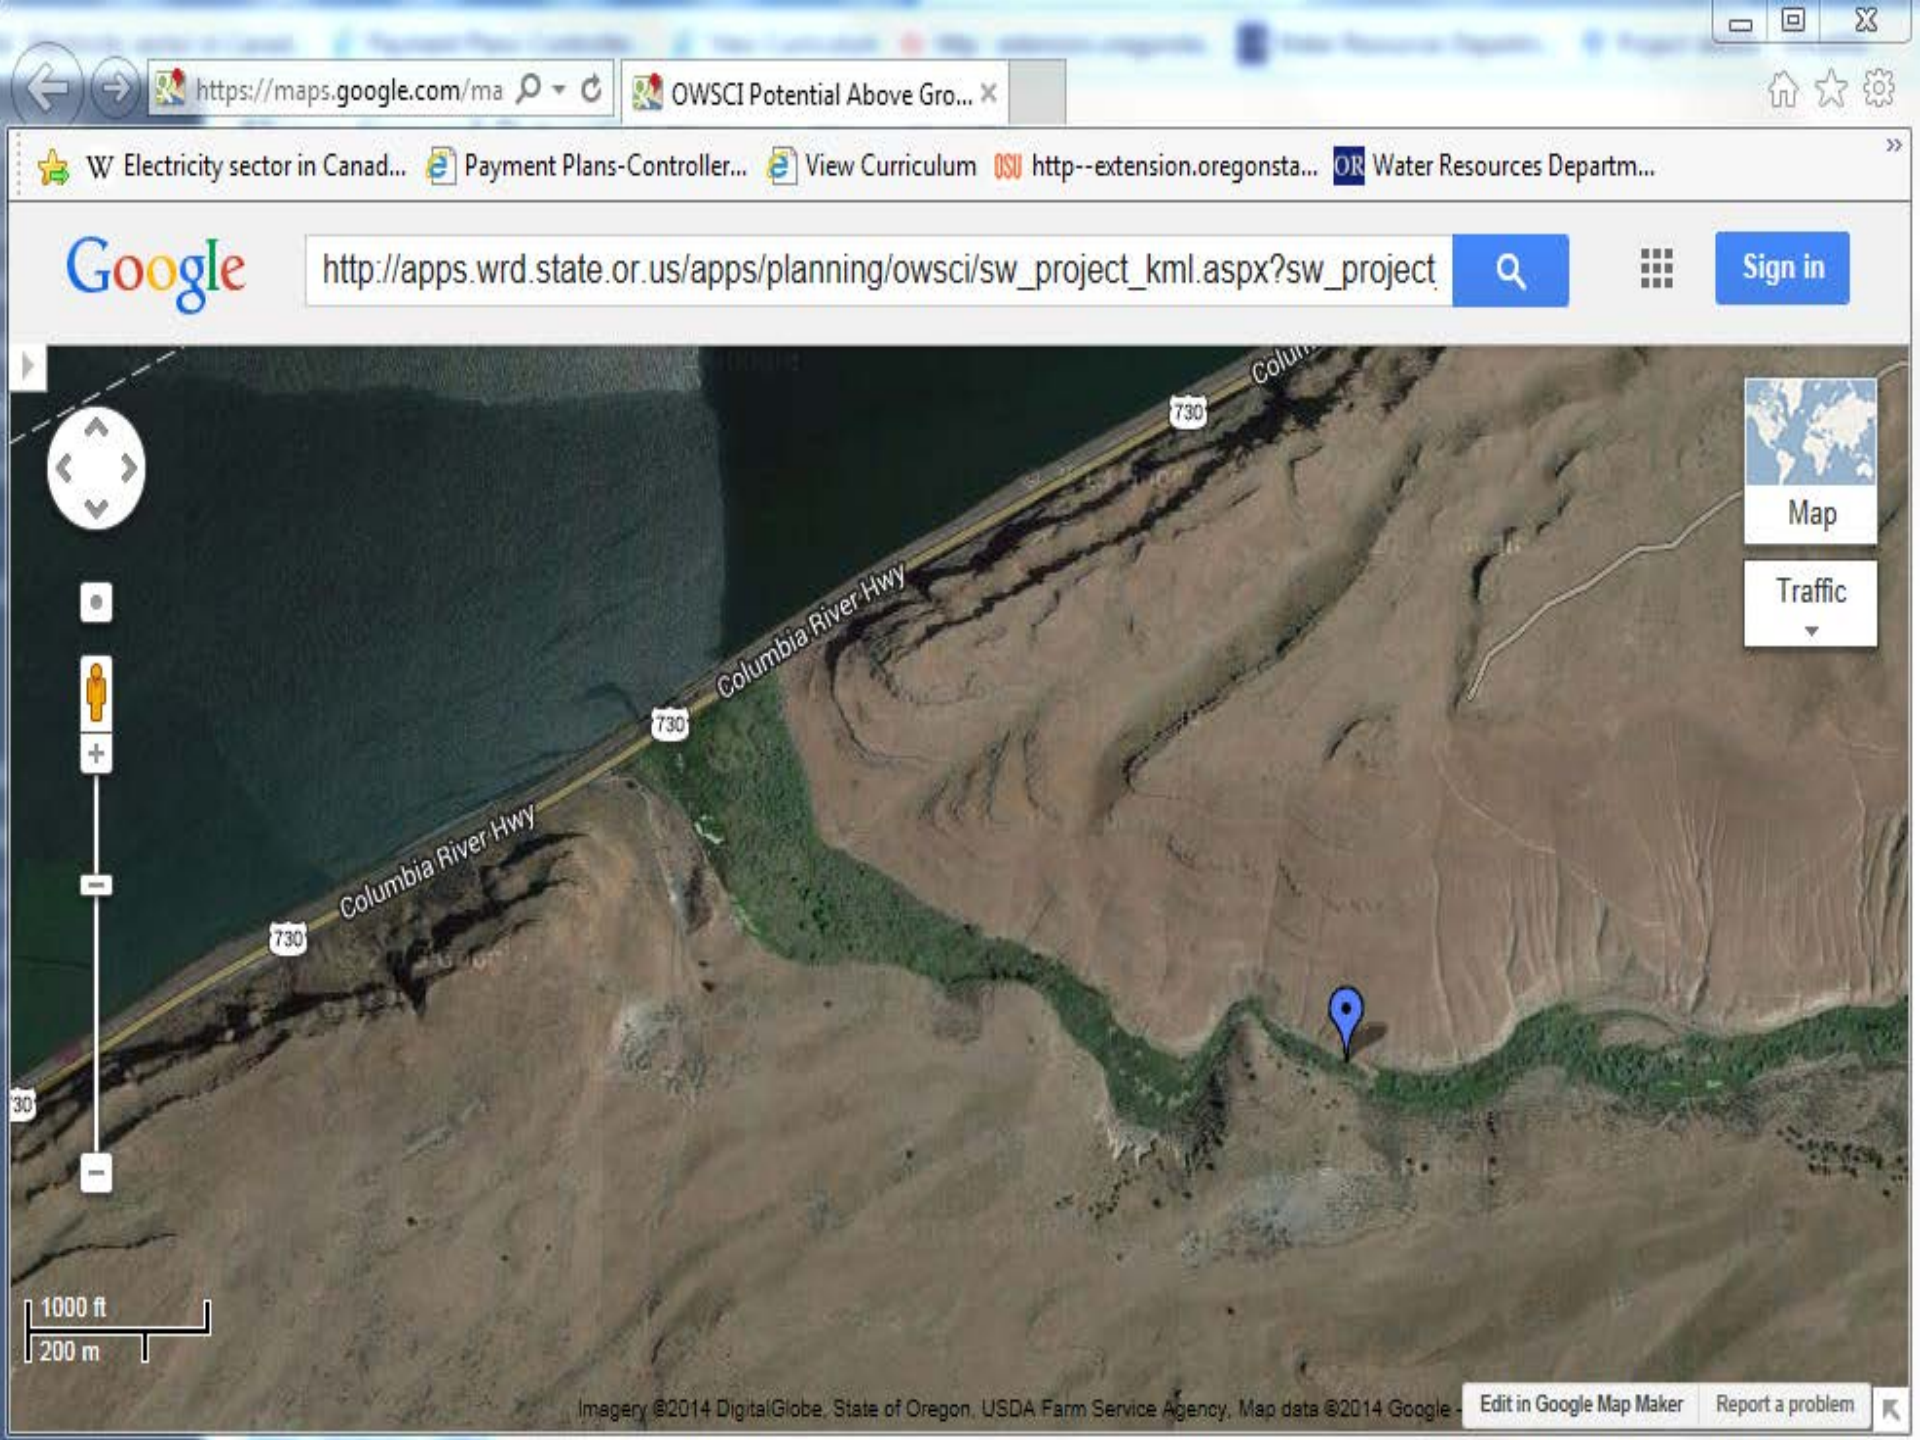 https://maps.google.com/ma
OWSCI Potential Above Gro...
W Electricity sector in Canad...
Payment Plans-Controller...
View Curriculum
OSU http--extension.oregonsta...
OR Water Resources Departm...
Google
http://apps.wrd.state.or.us/apps/planning/owsci/sw_project_kml.aspx?sw_project
Sign in
Colum
730
Map
Traffic
Columbia River Hwy
730
Columbia River Hwy
730
30
1000 ft
200 m
Imagery ©2014 DigitalGlobe, State of Oregon, USDA Farm Service Agency, Map data ©2014 Google -
Edit in Google Map Maker
Report a problem